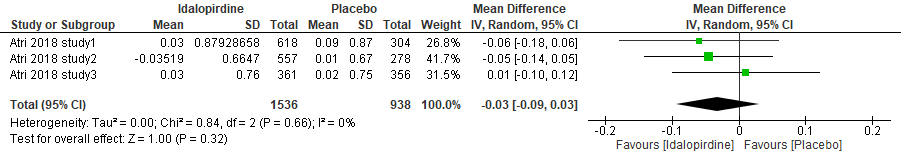 Idalopirdine Placebo Mean Difference Mean Difference
Study or Subgroup Mean SD Total Mean SD Total Weight IV, Random, 95% CI IV, Random, 95% CI
Atri 2018 study1 0.03 0.87928658 618 0.09 0.87 304 26.8% -0.06 [-0.18, 0.06]
Atri 2018 study2 -0.03519 0.6647 557 0.01 0.67 278 41.7% -0.05 [-0.14, 0.05]
Atri 2018 study3 0.03 0.76 361 0.02 0.75 356 31.5% 0.01 [-0.10, 0.12]
Total (95% CI) 1536 938 100.0% -0.03 [-0.09, 0.03]
Heterogeneity: Tau² = 0.00; Chi² = 0.84, df = 2 (P = 0.66); I² = 0%
Test for overall effect: Z = 1.00 (P = 0.32)
-0.2 -0.1 0 0.1 0.2
Favours [Idalopirdine] Favours [Placebo]